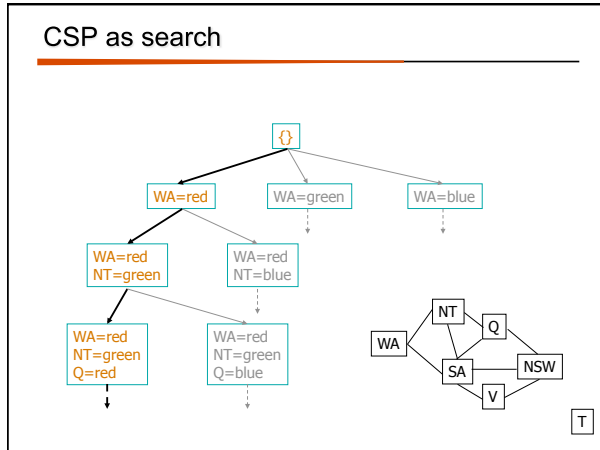 CSP as search
{}
WA=red
WA=green
WA=blue
WA=red
NT=green
WA=red
NT=blue
WA=red
NT=green
Q=red
WA=red
NT=green
Q=blue
NT
Q
WA
SA
NSW
V
T